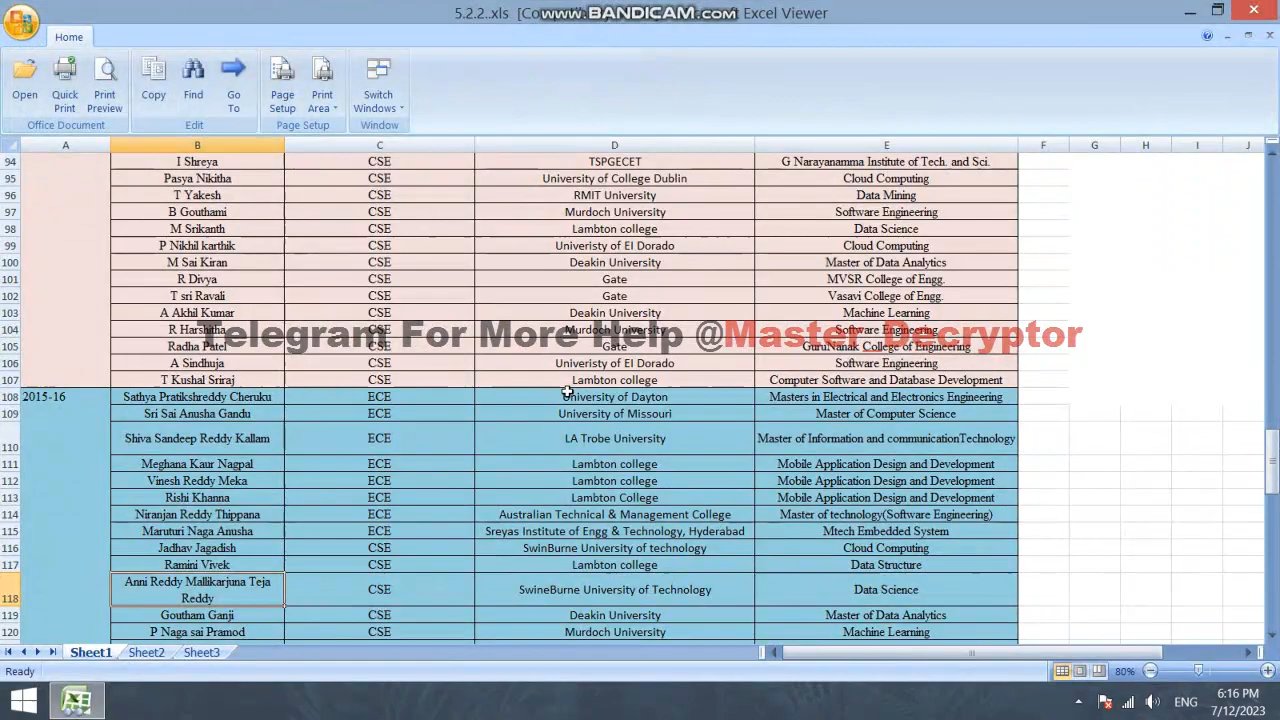 5.2.2..xls [Co www.BANDICAM.com ft Excel Viewer
Home
Open
Quick Print
Print Preview
Copy
Find
Go To
Page Setup
Print Area
Switch Windows
Office Document
Edit
Page Setup
Window
A B C D E F G H I J
94 I Shreya CSE TSPGECET G Narayanamma Institute of Tech. and Sci.
95 Pasya Nikitha CSE University of College Dublin Cloud Computing
96 T Yakesh CSE RMIT University Data Mining
97 B Gouthami CSE Murdoch University Software Engineering
98 M Srikanth CSE Lambton college Data Science
99 P Nikhil karthik CSE Univeristy of EI Dorado Cloud Computing
100 M Sai Kiran CSE Deakin University Master of Data Analytics
101 R Divya CSE Gate MVSR College of Engg.
102 T sri Ravali CSE Gate Vasavi College of Engg.
103 A Akhil Kumar CSE Deakin University Machine Learning
104 R Harshitha CSE Murdoch University Software Engineering
Telegram For More Help @Master_Decryptor
105 Radha Patel CSE Gate GuruNanak College of Engineering
106 A Sindhuja CSE Univeristy of EI Dorado Software Engineering
107 T Kushal Sriraj CSE Lambton college Computer Software and Database Development
108 2015-16 Sathya Pratikshreddy Cheruku ECE University of Dayton Masters in Electrical and Electronics Engineering
109 Sri Sai Anusha Gandu ECE University of Missouri Master of Computer Science
110 Shiva Sandeep Reddy Kallam ECE LA Trobe University Master of Information and communicationTechnology
111 Meghana Kaur Nagpal ECE Lambton college Mobile Application Design and Development
112 Vinesh Reddy Meka ECE Lambton college Mobile Application Design and Development
113 Rishi Khanna ECE Lambton College Mobile Application Design and Development
114 Niranjan Reddy Thippana ECE Australian Technical & Management College Master of technology(Software Engineering)
115 Maruturi Naga Anusha ECE Sreyas Institute of Engg & Technology, Hyderabad Mtech Embedded System
116 Jadhav Jagadish CSE SwinBurne University of technology Cloud Computing
117 Ramini Vivek CSE Lambton college Data Structure
118 Anni Reddy Mallikarjuna Teja Reddy CSE SwineBurne University of Technology Data Science
119 Goutham Ganji CSE Deakin University Master of Data Analytics
120 P Naga sai Pramod CSE Murdoch University Machine Learning
Sheet1 Sheet2 Sheet3
Ready 80%
ENG 6:16 PM
7/12/2023